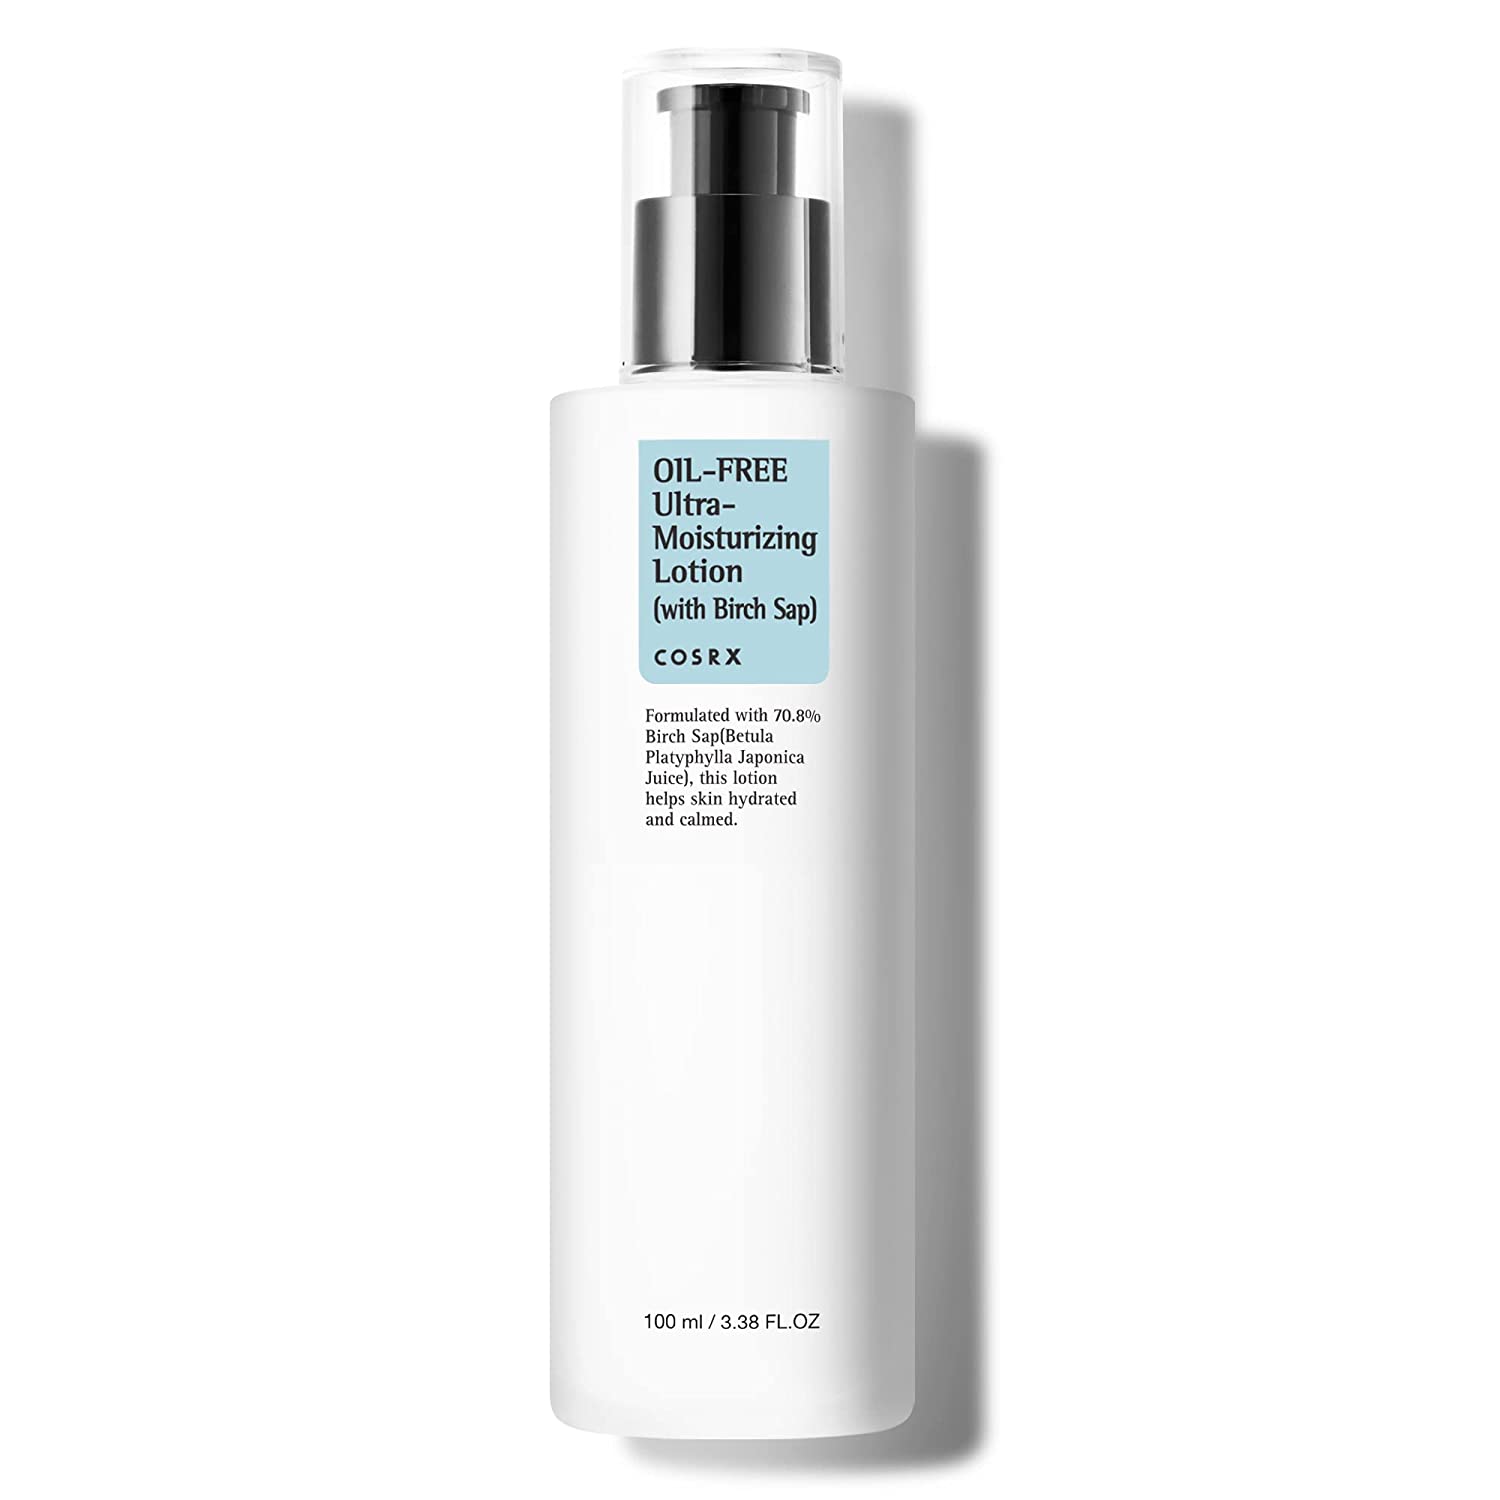 OIL-FREE
Ultra-
Moisturizing
Lotion
(with Birch Sap)
COSRX
Formulated with 70.8%
Birch Sap(Betula
Platyphylla Japonica
Juice), this lotion
helps skin hydrated
and calmed.
100 ml / 3.38 FL.OZ